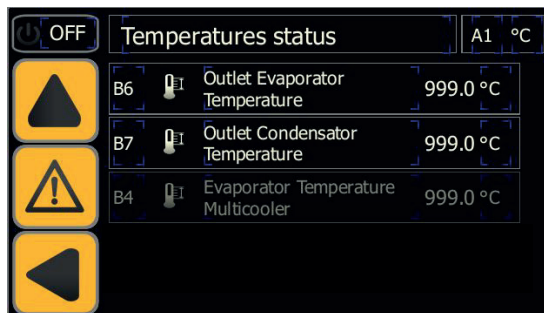 OFF Temperatures status A1 °C
B6 Outlet Evaporator Temperature 999.0 °C
B7 Outlet Condensator Temperature 999.0 °C
B4 Evaporator Temperature Multicooler 999.0 °C